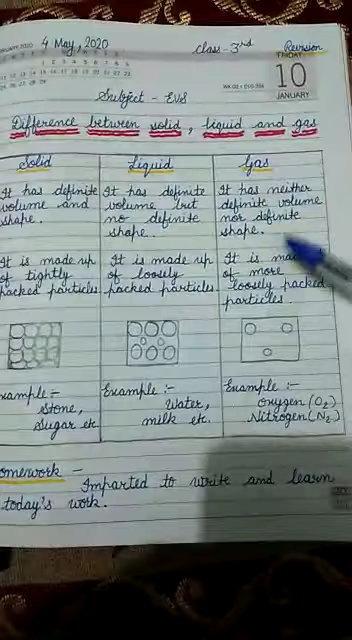 4 May, 2020
class - 3rd
Revision
FRIDAY
10
JANUARY
Subject - EVS
Difference between solid, liquid and gas
Solid
It has definite
volume and
shape.
It is made up
of tightly
packed particles
Example :-
Stone,
Sugar etc.
Liquid
It has definite
volume but
no definite
shape.
It is made up
of loosely
packed particles.
Example :-
Water,
milk etc.
Gas
It has neither
definite volume
nor definite
shape.
It is
of more
loosely packed
particles.
Example :-
Oxygen (O2)
Nitrogen (N2)
omework -
Imparted to write and learn
today's work.